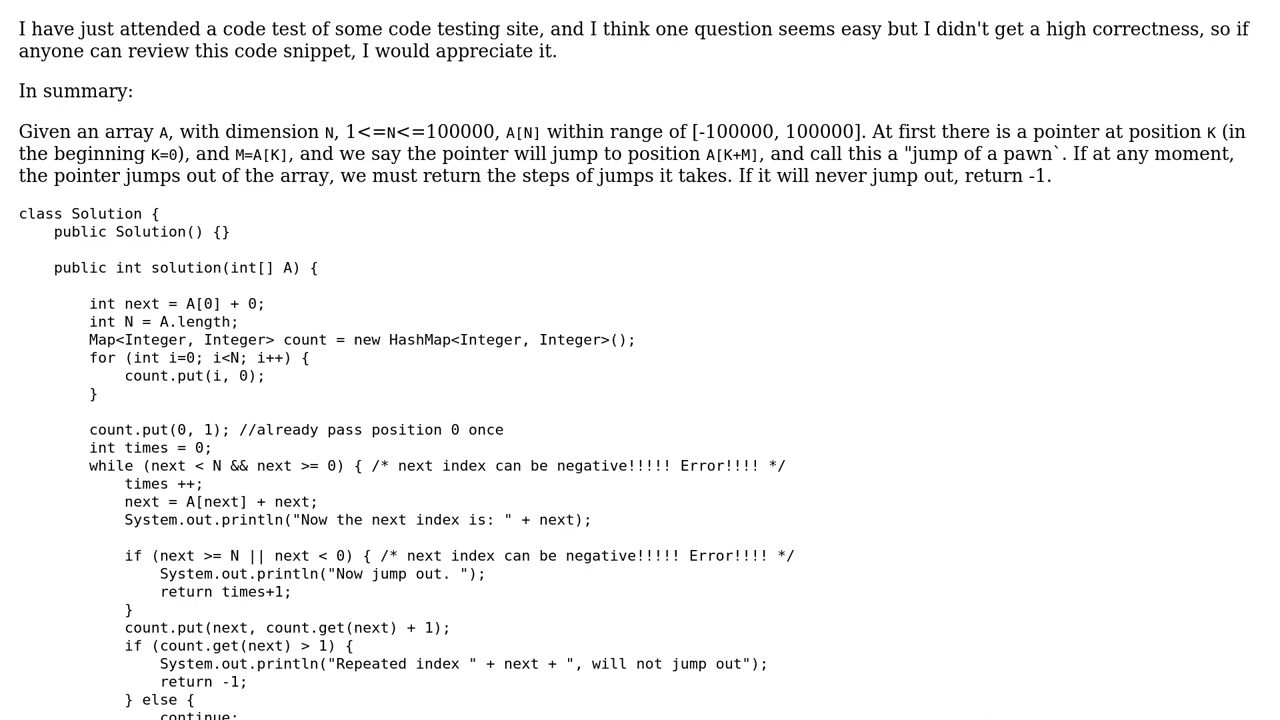 I have just attended a code test of some code testing site, and I think one question seems easy but I didn't get a high correctness, so if
anyone can review this code snippet, I would appreciate it.
In summary:
Given an array A, with dimension N, 1<=N<=100000, A[N] within range of [-100000, 100000]. At first there is a pointer at position K (in
the beginning K=0), and M=A[K], and we say the pointer will jump to position A[K+M], and call this a "jump of a pawn`. If at any moment,
the pointer jumps out of the array, we must return the steps of jumps it takes. If it will never jump out, return -1.
class Solution {
    public Solution() {}
    public int solution(int[] A) {
        int next = A[0] + 0;
        int N = A.length;
        Map<Integer, Integer> count = new HashMap<Integer, Integer>();
        for (int i=0; i<N; i++) {
            count.put(i, 0);
        }
        count.put(0, 1); //already pass position 0 once
        int times = 0;
        while (next < N && next >= 0) { /* next index can be negative!!!!! Error!!!! */
            times ++;
            next = A[next] + next;
            System.out.println("Now the next index is: " + next);
            if (next >= N || next < 0) { /* next index can be negative!!!!! Error!!!! */
                System.out.println("Now jump out. ");
                return times+1;
            }
            count.put(next, count.get(next) + 1);
            if (count.get(next) > 1) {
                System.out.println("Repeated index " + next + ", will not jump out");
                return -1;
            } else {
                continue;